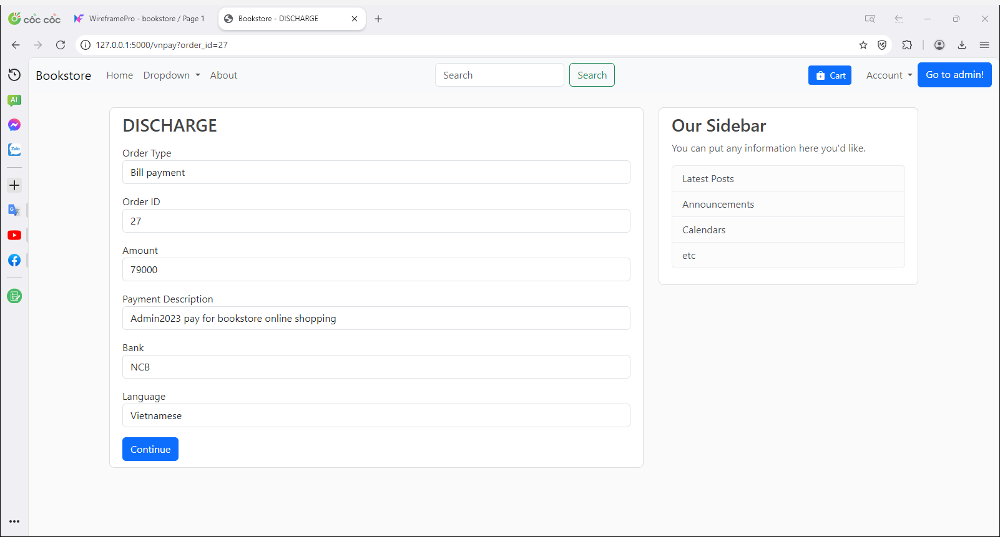 cốc cốc
WireframePro - bookstore / Page 1
Bookstore - DISCHARGE
127.0.0.1:5000/vnpay?order_id=27
Bookstore
Home
Dropdown
About
Search
Search
Cart
Account
Go to admin!
AI
Zalo
DISCHARGE
Order Type
Bill payment
Order ID
27
Amount
79000
Payment Description
Admin2023 pay for bookstore online shopping
Bank
NCB
Language
Vietnamese
Continue
Our Sidebar
You can put any information here you'd like.
Latest Posts
Announcements
Calendars
etc